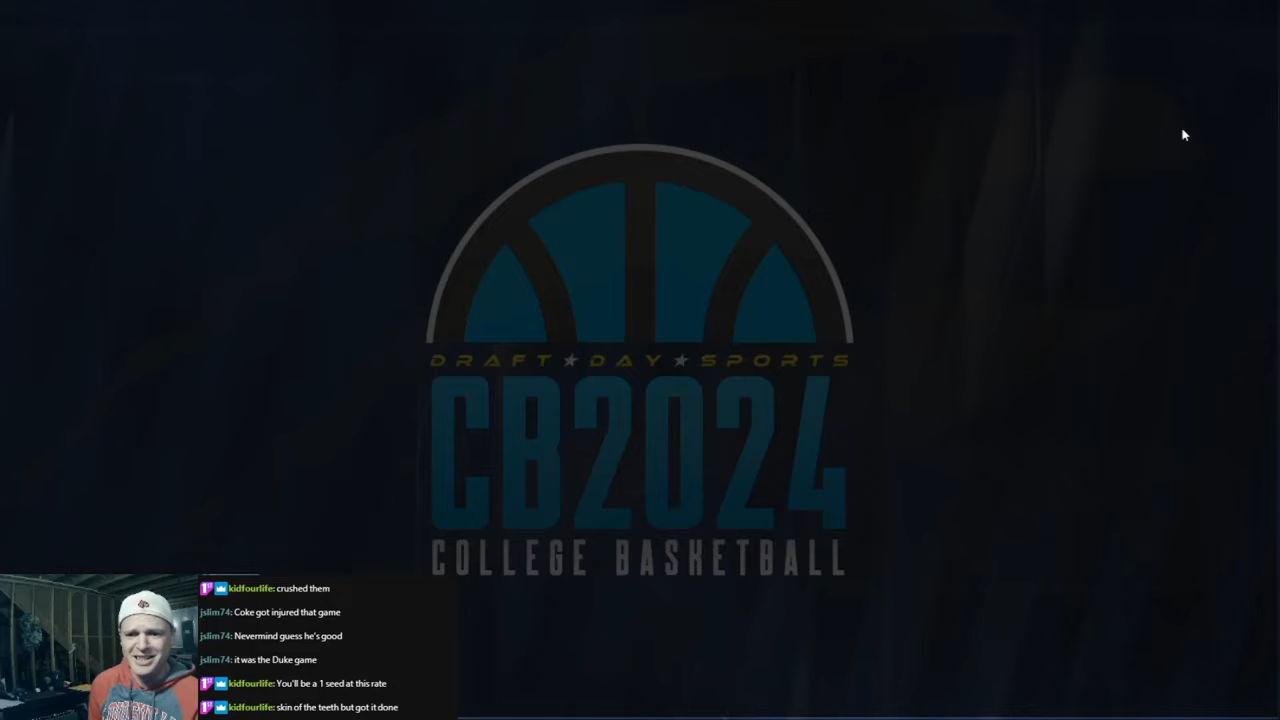 DRAFT★DAY★SPORTS
CB2024
COLLEGE BASKETBALL
kidfourlife: crushed them
jslim74: Coke got injured that game
jslim74: Nevermind guess he's good
jslim74: it was the Duke game
kidfourlife: You'll be a 1 seed at this rate
kidfourlife: skin of the teeth but got it done